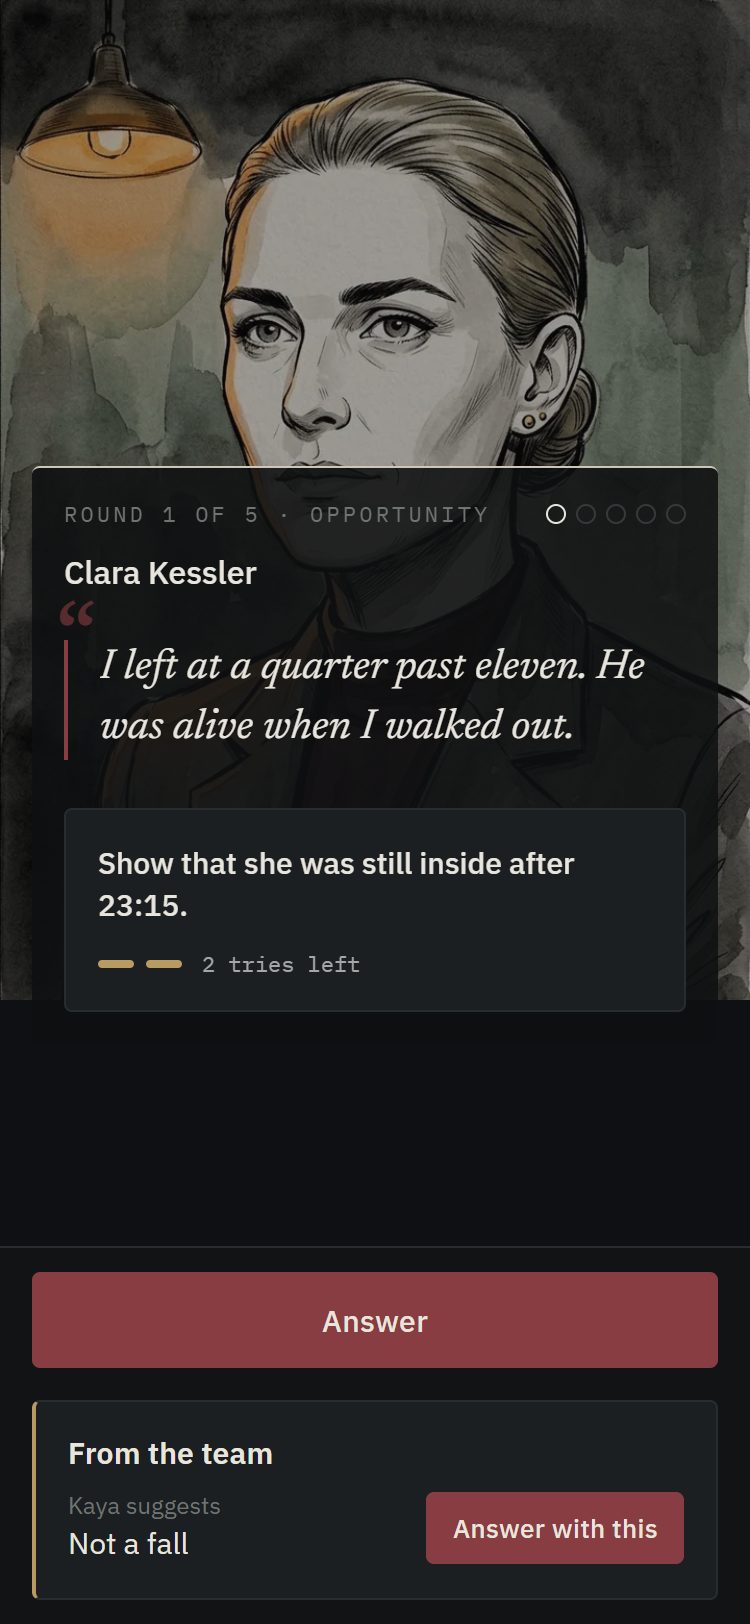 ROUND 1 OF 5 · OPPORTUNITY
Clara Kessler
“
I left at a quarter past eleven. He
was alive when I walked out.
Show that she was still inside after
23:15.
2 tries left
Answer
From the team
Kaya suggests
Not a fall
Answer with this